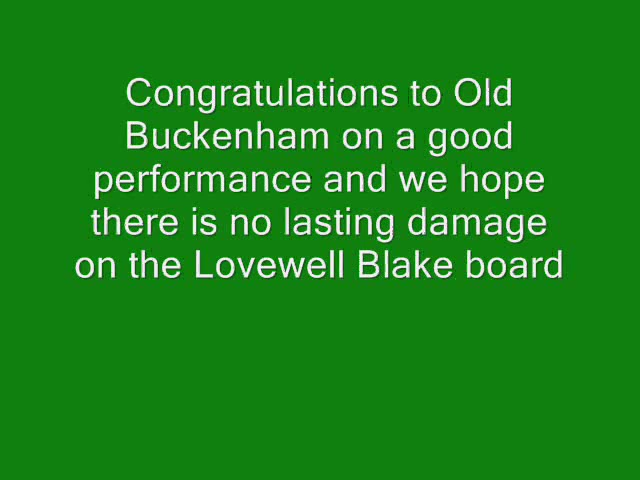 Congratulations to Old
Buckenham on a good
performance and we hope
there is no lasting damage
on the Lovewell Blake board